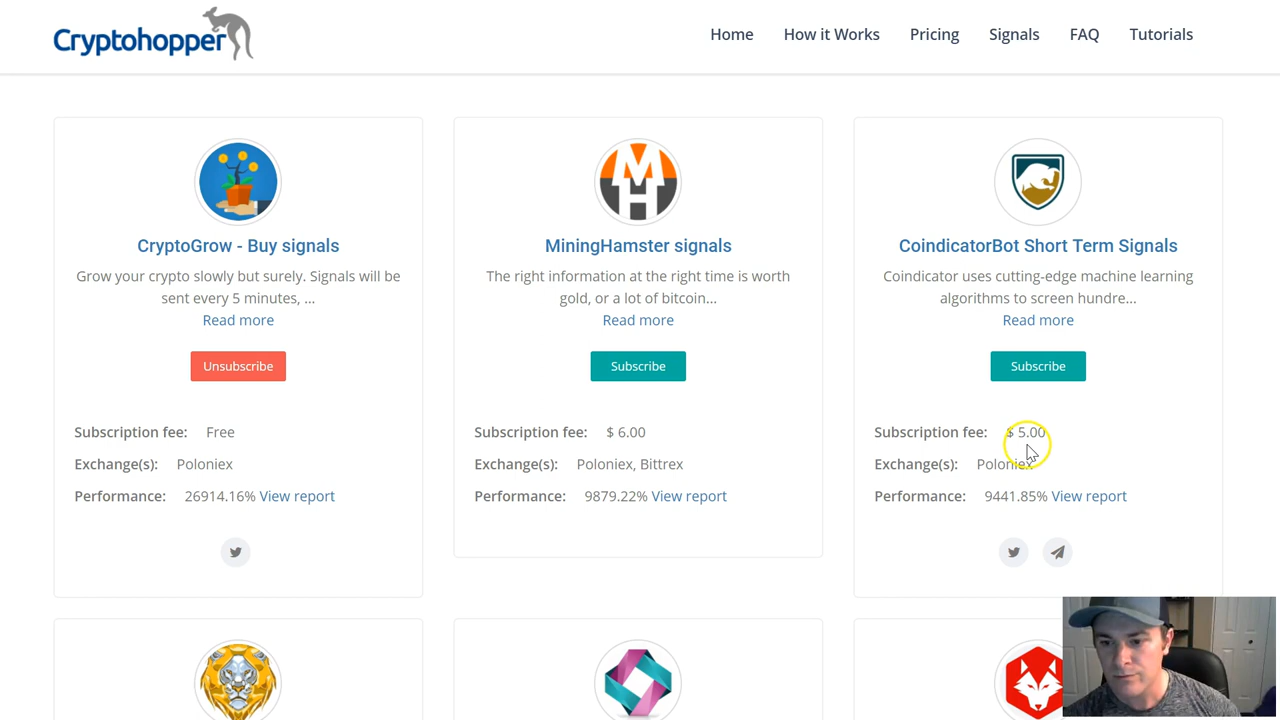 Cryptohopper
Home How it Works Pricing Signals FAQ Tutorials
MH
CryptoGrow - Buy signals
Grow your crypto slowly but surely. Signals will be
sent every 5 minutes, ...
Read more
Unsubscribe
Subscription fee: Free
Exchange(s): Poloniex
Performance: 26914.16% View report
MiningHamster signals
The right information at the right time is worth
gold, or a lot of bitcoin...
Read more
Subscribe
Subscription fee: $ 6.00
Exchange(s): Poloniex, Bittrex
Performance: 9879.22% View report
CoindicatorBot Short Term Signals
Coindicator uses cutting-edge machine learning
algorithms to screen hundre...
Read more
Subscribe
Subscription fee: $ 5.00
Exchange(s): Poloniex
Performance: 9441.85% View report